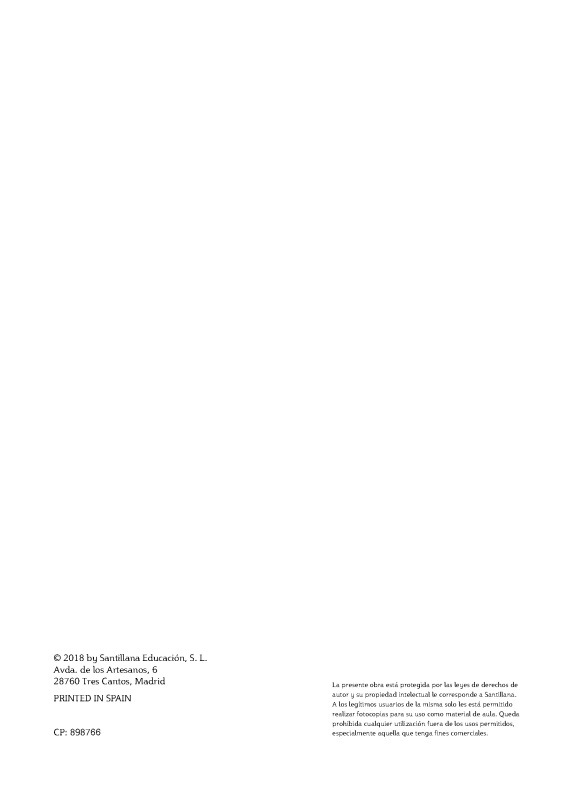 © 2018 by Santillana Educación, S. L.
Avda. de los Artesanos, 6
28760 Tres Cantos, Madrid
PRINTED IN SPAIN
CP: 898766
La presente obra está protegida por las leyes de derechos de
autor y su propiedad intelectual le corresponde a Santillana.
A los legítimos usuarios de la misma solo les está permitido
realizar fotocopias para su uso como material de aula. Queda
prohibida cualquier utilización fuera de los usos permitidos,
especialmente aquella que tenga fines comerciales.